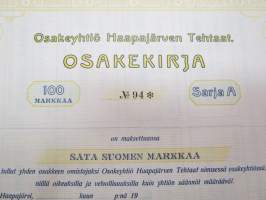 Osakeyhtiö Haapajärven Tehtaat.
OSAKEKIRJA
100 MARKKAA
№ 94 *
Sarja A
on maksettuaan
SATA SUOMEN MARKKAA
tullut yhden osakkeen omistajaksi Osakeyhtiö Haapajärven Tehtaat nimisessä osakeyhtiössä,
niillä oikeuksilla ja velvollisuuksilla kuin yhtiön säännöt määräävät.
Haapajärvi, kuun p:nä 19